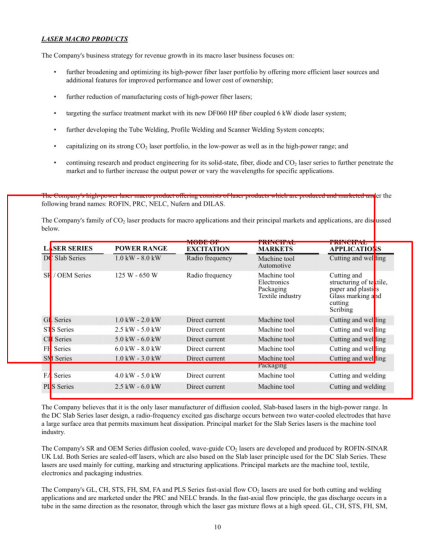 LASER MACRO PRODUCTS
The Company's business strategy for revenue growth in its macro laser business focuses on:
• further broadening and optimizing its high-power fiber laser portfolio by offering more efficient laser sources and
additional features for improved performance and lower cost of ownership;
• further reduction of manufacturing costs of high-power fiber lasers;
• targeting the surface treatment market with its new DF060 HP fiber coupled 6 kW diode laser system;
• further developing the Tube Welding, Profile Welding and Scanner Welding System concepts;
• capitalizing on its strong CO2 laser portfolio, in the low-power as well as in the high-power range; and
• continuing research and product engineering for its solid-state, fiber, diode and CO2 laser series to further penetrate the
market and to further increase the output power or vary the wavelengths for specific applications.
The Company's high-power laser macro product offering consists of laser products which are produced and marketed under the
following brand names: ROFIN, PRC, NELC, Nufern and DILAS.
The Company's family of CO2 laser products for macro applications and their principal markets and applications, are discussed
below.
LASER SERIES POWER RANGE MODE OF EXCITATION PRINCIPAL MARKETS PRINCIPAL APPLICATIONS
DC Slab Series 1.0 kW - 8.0 kW Radio frequency Machine tool Cutting and welding
Automotive
SR / OEM Series 125 W - 650 W Radio frequency Machine tool Cutting and
Electronics structuring of textile,
Packaging paper and plastics
Textile industry Glass marking and
cutting
Scribing
GL Series 1.0 kW - 2.0 kW Direct current Machine tool Cutting and welding
STS Series 2.5 kW - 5.0 kW Direct current Machine tool Cutting and welding
CH Series 5.0 kW - 6.0 kW Direct current Machine tool Cutting and welding
FH Series 6.0 kW - 8.0 kW Direct current Machine tool Cutting and welding
SM Series 1.0 kW - 3.0 kW Direct current Machine tool Cutting and welding
Packaging
FA Series 4.0 kW - 5.0 kW Direct current Machine tool Cutting and welding
PLS Series 2.5 kW - 6.0 kW Direct current Machine tool Cutting and welding
The Company believes that it is the only laser manufacturer of diffusion cooled, Slab-based lasers in the high-power range. In
the DC Slab Series laser design, a radio-frequency excited gas discharge occurs between two water-cooled electrodes that have
a large surface area that permits maximum heat dissipation. Principal market for the Slab Series lasers is the machine tool
industry.
The Company's SR and OEM Series diffusion cooled, wave-guide CO2 lasers are developed and produced by ROFIN-SINAR
UK Ltd. Both Series are sealed-off lasers, which are also based on the Slab laser principle used for the DC Slab Series. These
lasers are used mainly for cutting, marking and structuring applications. Principal markets are the machine tool, textile,
electronics and packaging industries.
The Company's GL, CH, STS, FH, SM, FA and PLS Series fast-axial flow CO2 lasers are used for both cutting and welding
applications and are marketed under the PRC and NELC brands. In the fast-axial flow principle, the gas discharge occurs in a
tube in the same direction as the resonator, through which the laser gas mixture flows at a high speed. GL, CH, STS, FH, SM,
10